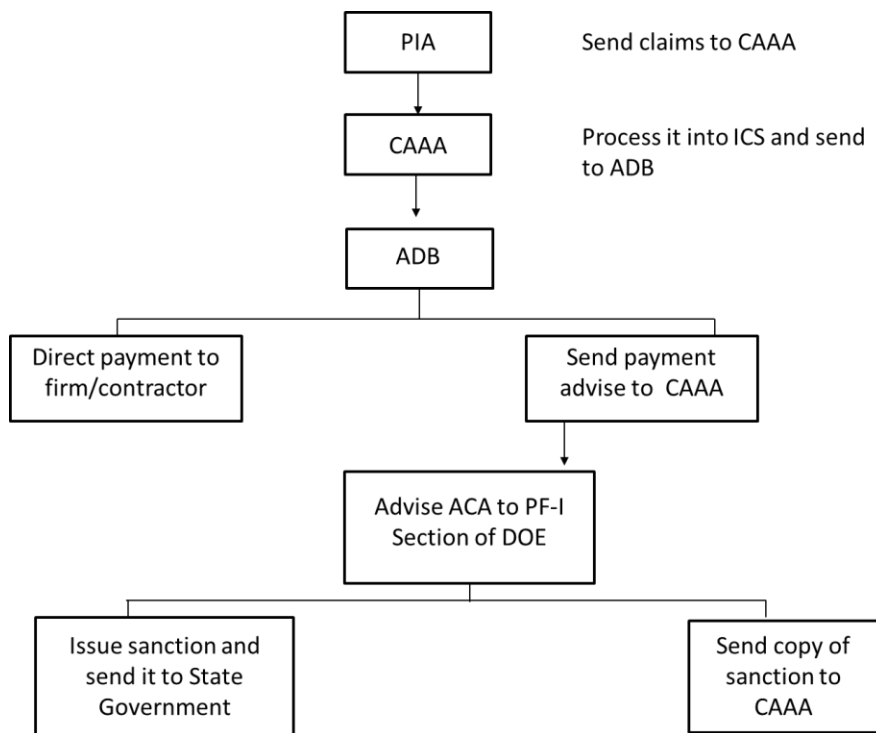 PIA
Send claims to CAAA
CAAA
Process it into ICS and send
to ADB
ADB
Direct payment to
firm/contractor
Send payment
advise to CAAA
Advise ACA to PF-I
Section of DOE
Issue sanction and
send it to State
Government
Send copy of
sanction to
CAAA